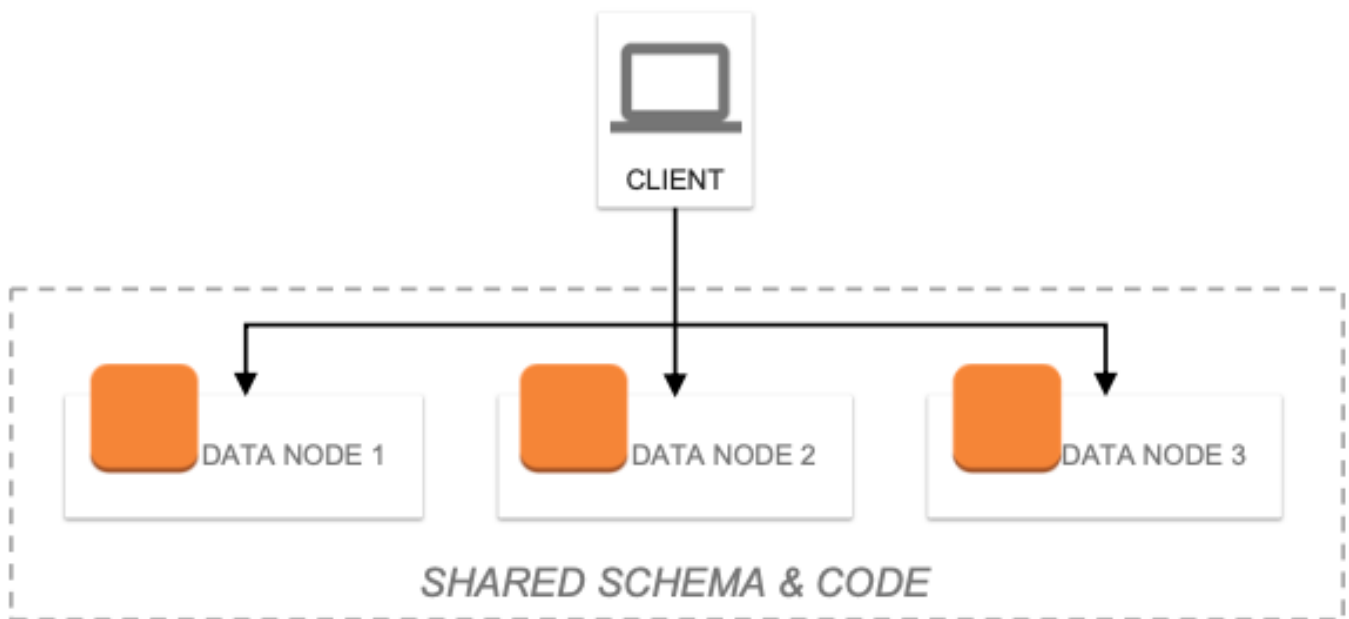 CLIENT
DATA NODE 1
DATA NODE 2
DATA NODE 3
SHARED SCHEMA & CODE